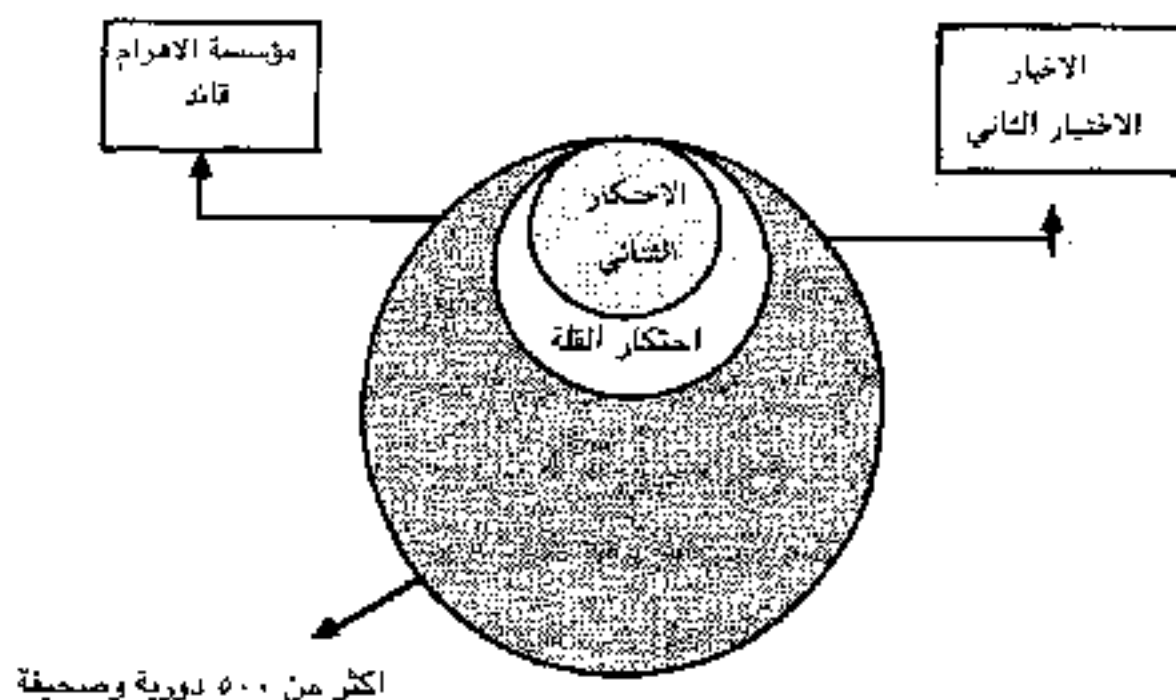 الاخبار
الاختيار الثاني
مؤسسة الاهرام
قائد
الاحتكار
الثنائي
احتكار القلة
اكثر من ٥٠٠ دورية وصحيفة